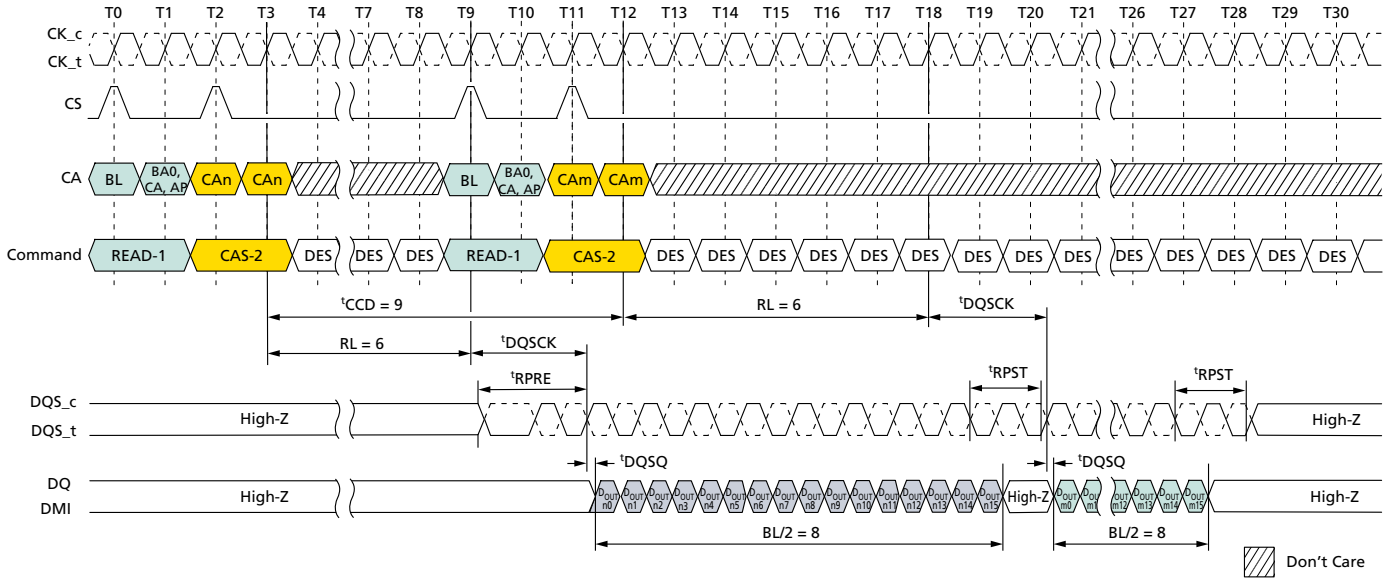 T0 T1 T2 T3 T4 T7 T8 T9 T10 T11 T12 T13 T14 T15 T16 T17 T18 T19 T20 T21 T26 T27 T28 T29 T30
CK_c
CK_t
CS
CA
BL
BA0,
CA, AP
CAn
CAn
BL
BA0,
CA, AP
CAm
CAm
Command
READ-1 CAS-2 DES DES DES READ-1 CAS-2 DES DES DES DES DES DES DES DES DES DES DES DES DES DES
tCCD = 9
RL = 6
tDQSCK
RL = 6
tDQSCK
tRPRE
tRPST
tRPST
DQS_c
DQS_t
High-Z
High-Z
tDQSQ
tDQSQ
DQ
DMI
High-Z
DOUT n0
DOUT n1
DOUT n2
DOUT n3
DOUT n4
DOUT n5
DOUT n6
DOUT n7
DOUT n8
DOUT n9
DOUT n10
DOUT n11
DOUT n12
DOUT n13
DOUT n14
DOUT n15
High-Z
DOUT m0
DOUT m1
DOUT m12
DOUT m13
DOUT m14
DOUT m15
High-Z
BL/2 = 8
BL/2 = 8
Don't Care